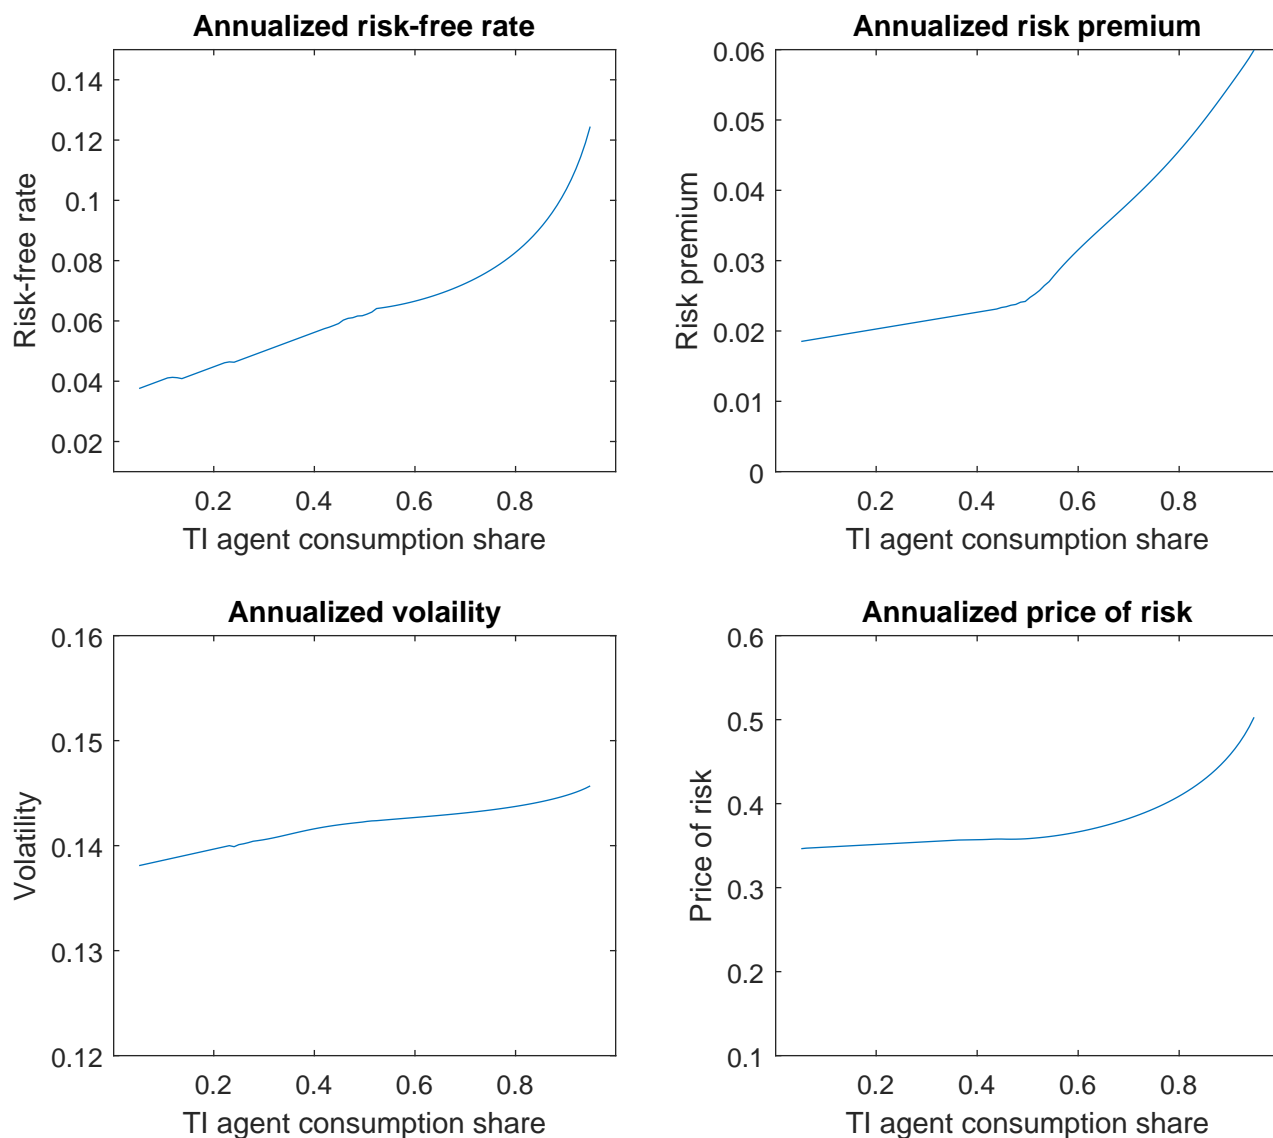 Annualized risk-free rate
0.14
0.12
0.1
0.08
0.06
0.04
0.02
Risk-free rate
0.2 0.4 0.6 0.8
TI agent consumption share
Annualized risk premium
0.06
0.05
0.04
0.03
0.02
0.01
0
Risk premium
0.2 0.4 0.6 0.8
TI agent consumption share
Annualized volaility
0.16
0.15
0.14
0.13
0.12
Volatility
0.2 0.4 0.6 0.8
TI agent consumption share
Annualized price of risk
0.6
0.5
0.4
0.3
0.2
0.1
Price of risk
0.2 0.4 0.6 0.8
TI agent consumption share